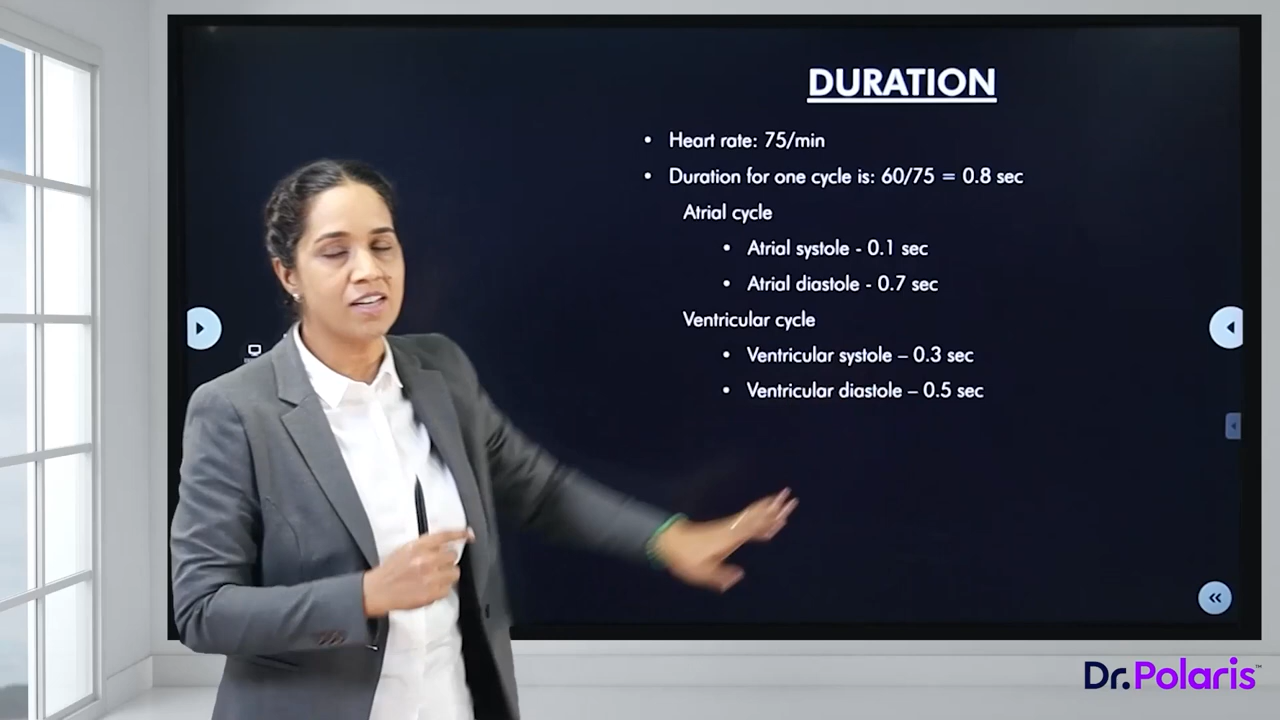 DURATION
• Heart rate: 75/min
• Duration for one cycle is: 60/75 = 0.8 sec
Atrial cycle
• Atrial systole - 0.1 sec
• Atrial diastole - 0.7 sec
Ventricular cycle
• Ventricular systole – 0.3 sec
• Ventricular diastole – 0.5 sec
Dr.Polaris™